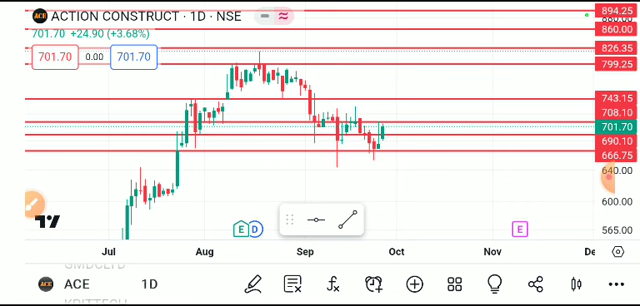 ACE ACTION CONSTRUCT · 1D · NSE
701.70 +24.90 (+3.68%)
701.70 0.00 701.70
894.25
860.00
826.35
799.25
743.15
708.10
701.70
690.10
666.75
640.00
600.00
565.00
E D E
Jul Aug Sep Oct Nov De
ACE ACE 1D